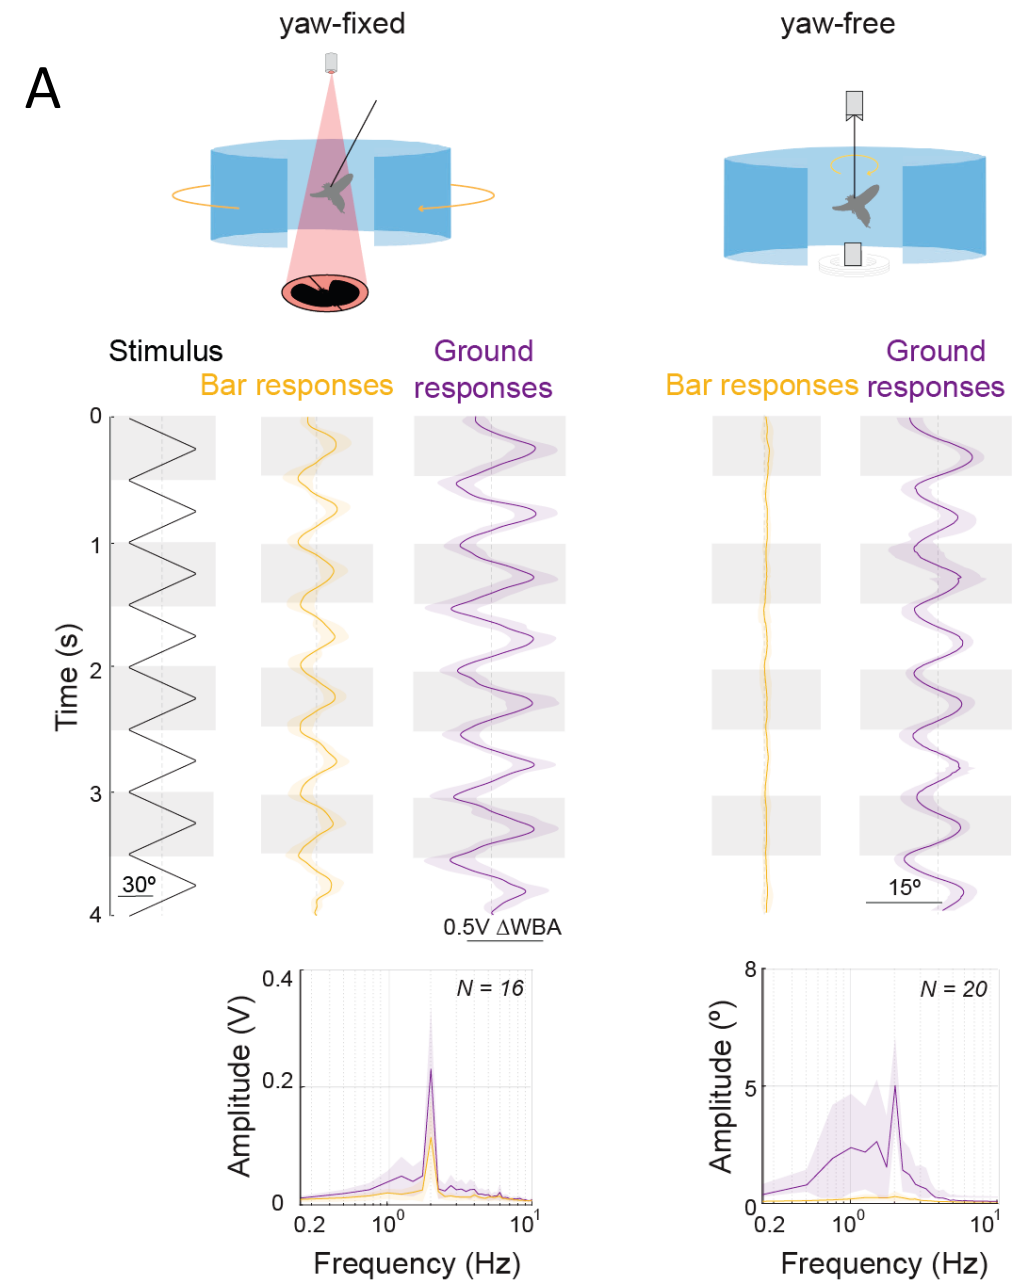 yaw-fixed
yaw-free
A
Stimulus
Bar responses
Ground
responses
Bar responses
Ground
responses
Time (s)
0
1
2
3
4
30º
0.5V ΔWBA
15º
Amplitude (V)
0.4
0.2
0
N = 16
0.2
10⁰
10¹
Frequency (Hz)
Amplitude (º)
8
5
0
N = 20
0.2
10⁰
10¹
Frequency (Hz)